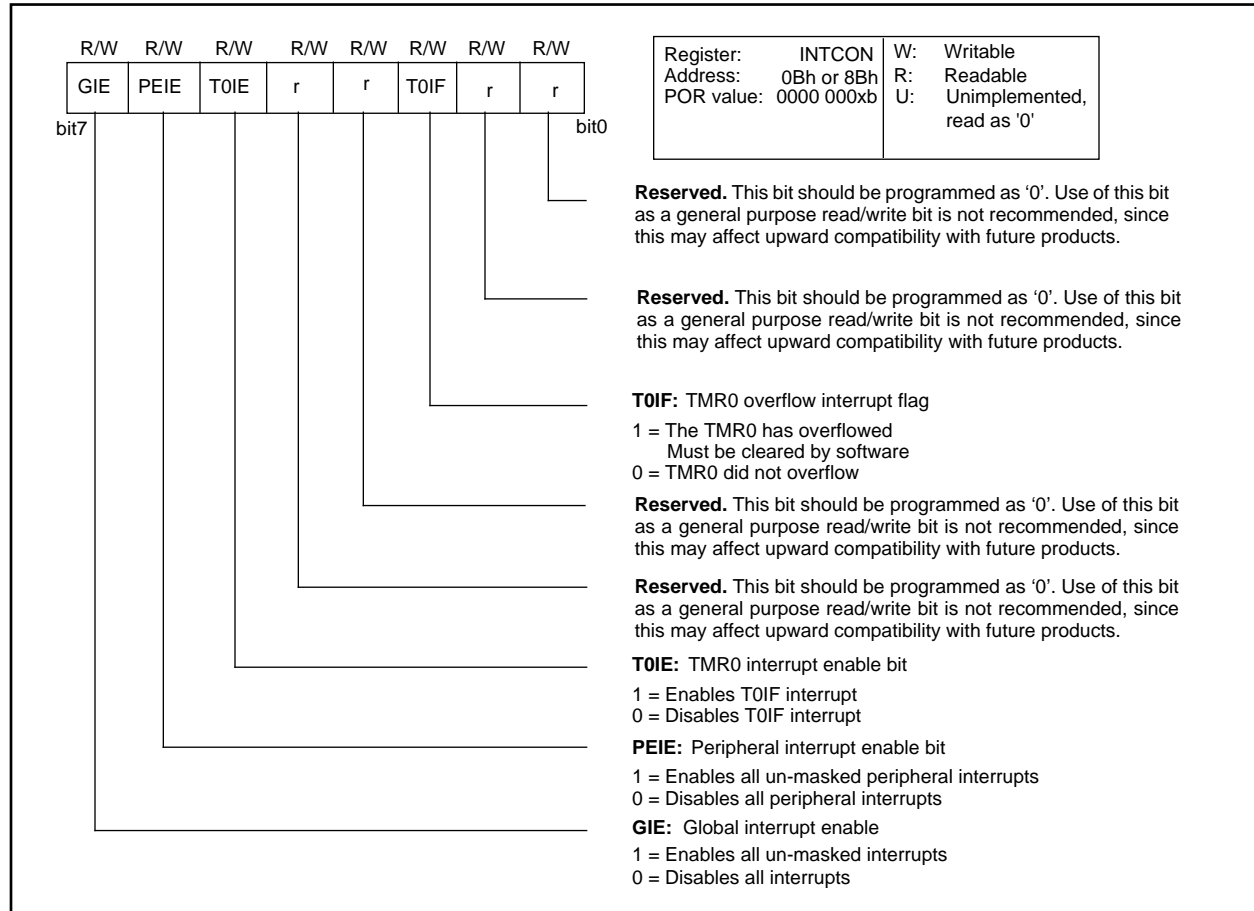 R/W R/W R/W R/W R/W R/W R/W R/W
GIE PEIE T0IE r r T0IF r r
bit7 bit0
Register: INTCON
Address: 0Bh or 8Bh
POR value: 0000 000xb
W: Writable
R: Readable
U: Unimplemented,
read as '0'
Reserved. This bit should be programmed as ‘0’. Use of this bit
as a general purpose read/write bit is not recommended, since
this may affect upward compatibility with future products.
Reserved. This bit should be programmed as ‘0’. Use of this bit
as a general purpose read/write bit is not recommended, since
this may affect upward compatibility with future products.
T0IF: TMR0 overflow interrupt flag
1 = The TMR0 has overflowed
Must be cleared by software
0 = TMR0 did not overflow
Reserved. This bit should be programmed as ‘0’. Use of this bit
as a general purpose read/write bit is not recommended, since
this may affect upward compatibility with future products.
Reserved. This bit should be programmed as ‘0’. Use of this bit
as a general purpose read/write bit is not recommended, since
this may affect upward compatibility with future products.
T0IE: TMR0 interrupt enable bit
1 = Enables T0IF interrupt
0 = Disables T0IF interrupt
PEIE: Peripheral interrupt enable bit
1 = Enables all un-masked peripheral interrupts
0 = Disables all peripheral interrupts
GIE: Global interrupt enable
1 = Enables all un-masked interrupts
0 = Disables all interrupts